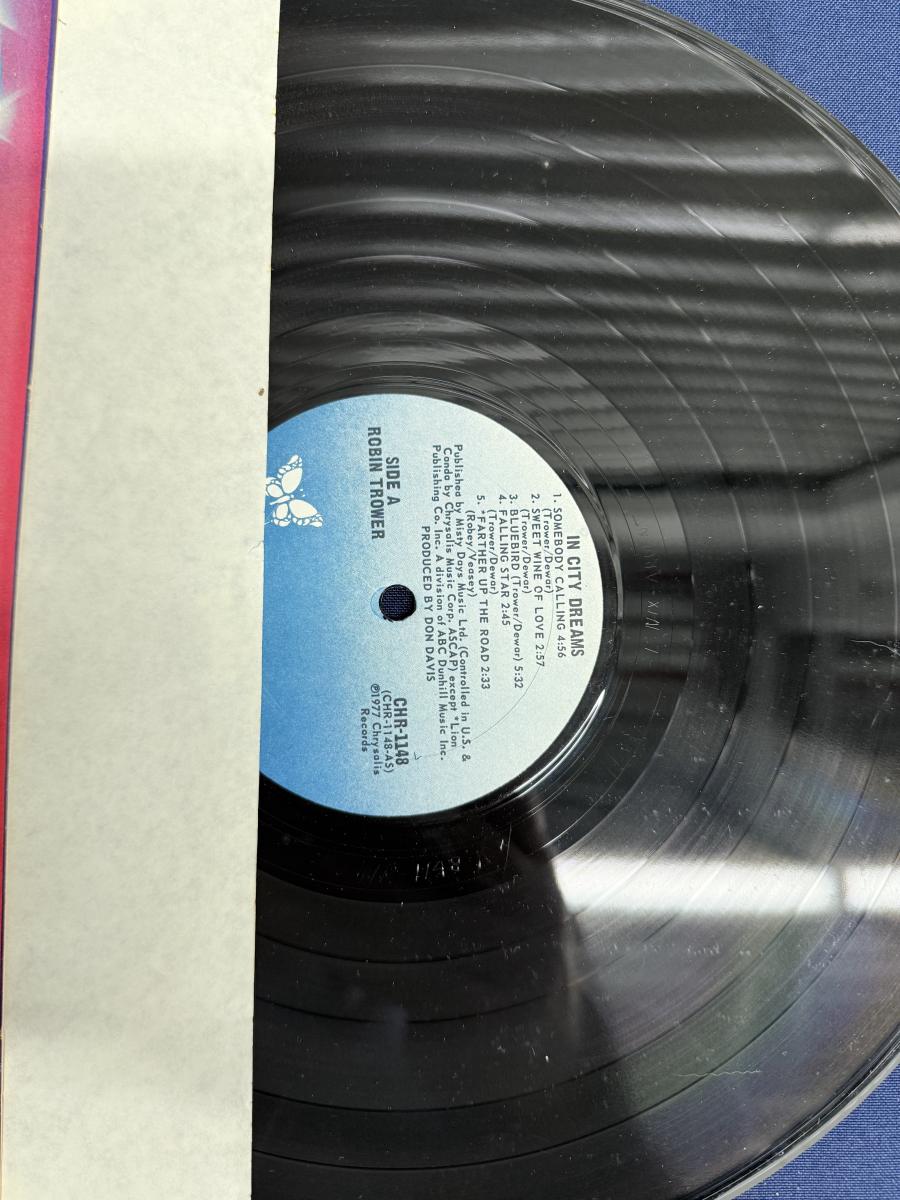 IN CITY DREAMS
1. SOMEBODY CALLING 4:56
(Trower/Dewar)
2. SWEET WINE OF LOVE 2:57
(Trower/Dewar)
3. BLUEBIRD (Trower/Dewar) 5:32
4. FALLING STAR 2:45
(Trower/Dewar)
5. *FARTHER UP THE ROAD 2:33
(Robey/Veasey)
Published by Misty Days Music Ltd. (Controlled in U.S. &
Canda by Chrysalis Music Corp. ASCAP) except *Lion
Publishing Co. Inc. A division of ABC Dunhill Music Inc.
PRODUCED BY DON DAVIS
SIDE A
ROBIN TROWER
CHR-1148
(CHR-1148-AS)
℗1977 Chrysalis
Records
1148